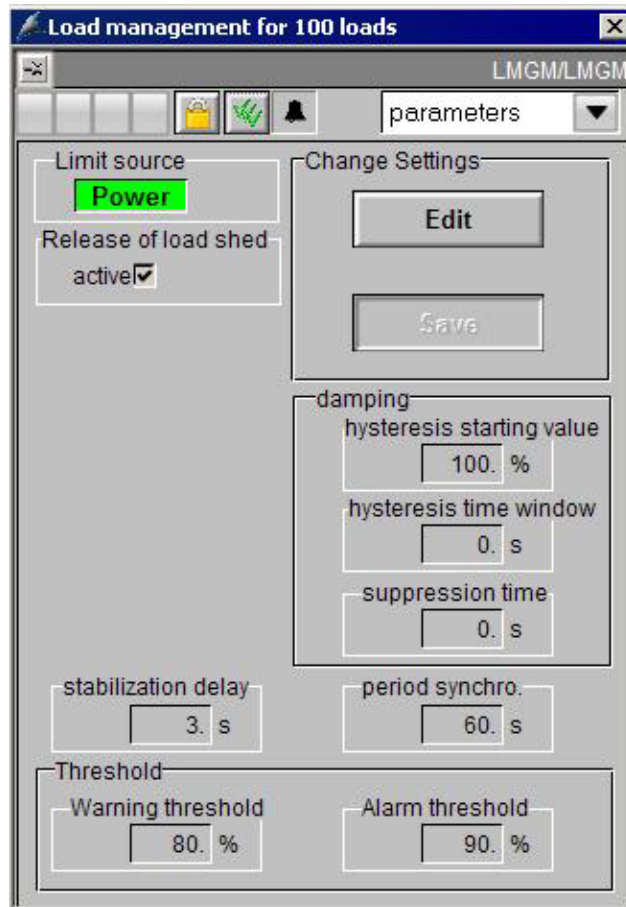 Load management for 100 loads
LMGM/LMGM
parameters
Limit source
Power
Release of load shed
active
Change Settings
Edit
Save
damping
hysteresis starting value
100. %
hysteresis time window
0. s
suppression time
0. s
stabilization delay
3. s
period synchro.
60. s
Threshold
Warning threshold
80. %
Alarm threshold
90. %